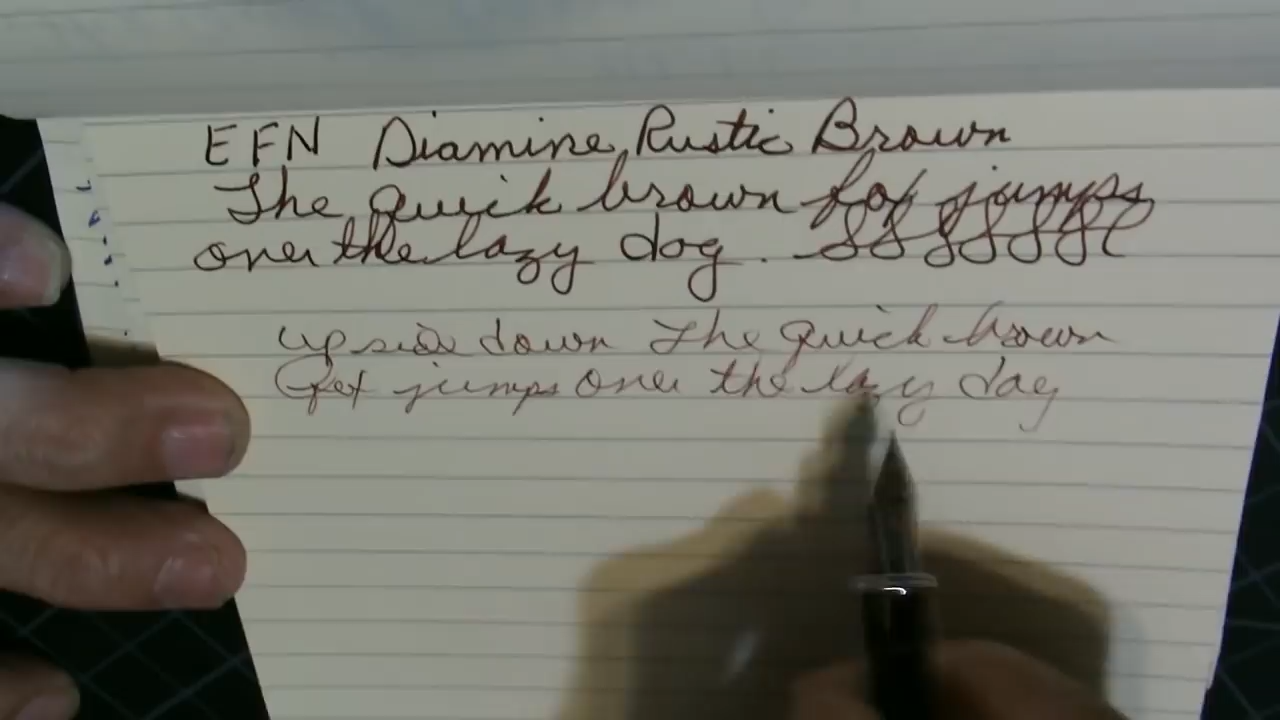 EFN Diamine Rustic Brown
The quick brown fox jumps
over the lazy dog.
upside down The quick brown
fox jumps over the lazy dog